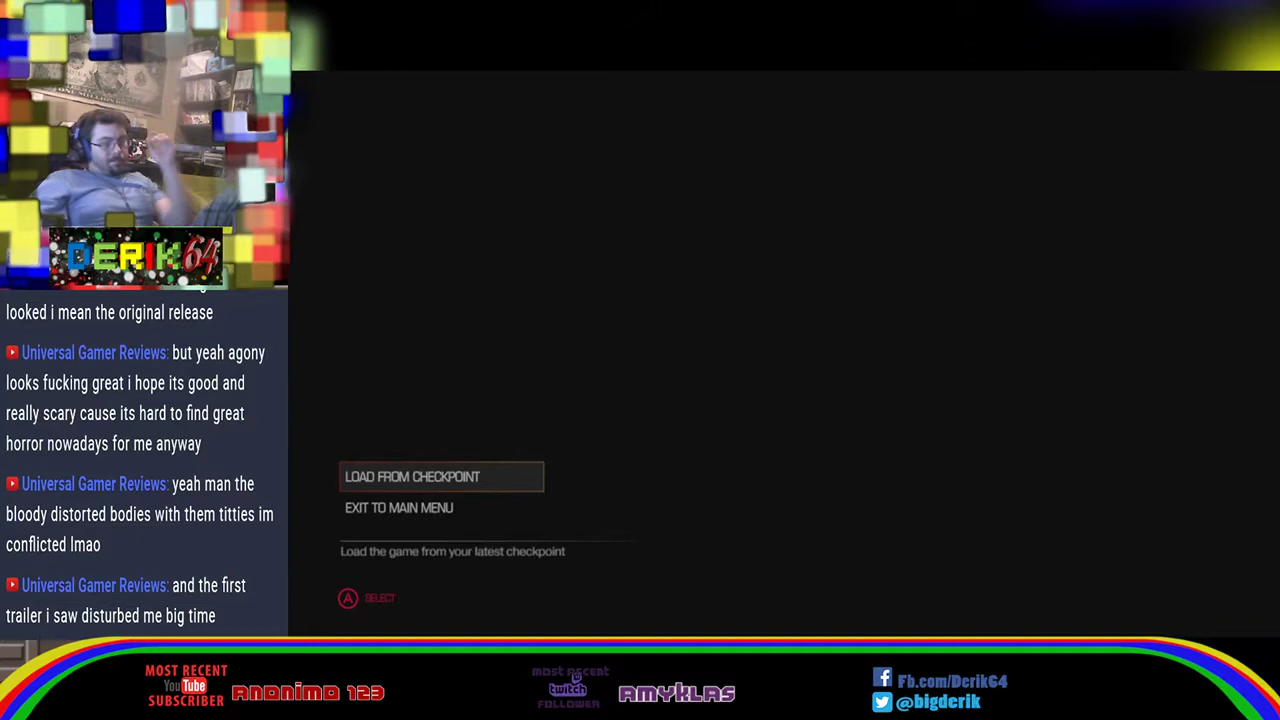 DERIK64
looked i mean the original release
Universal Gamer Reviews: but yeah agony
looks fucking great i hope its good and
really scary cause its hard to find great
horror nowadays for me anyway
Universal Gamer Reviews: yeah man the
bloody distorted bodies with them titties im
conflicted lmao
Universal Gamer Reviews: and the first
trailer i saw disturbed me big time
LOAD FROM CHECKPOINT
EXIT TO MAIN MENU
Load the game from your latest checkpoint
A SELECT
MOST RECENT
YouTube
SUBSCRIBER
ANONIMO 123
MOST RECENT
twitch
FOLLOWER
AMYKLAS
Fb.com/Derik64
@bigderik